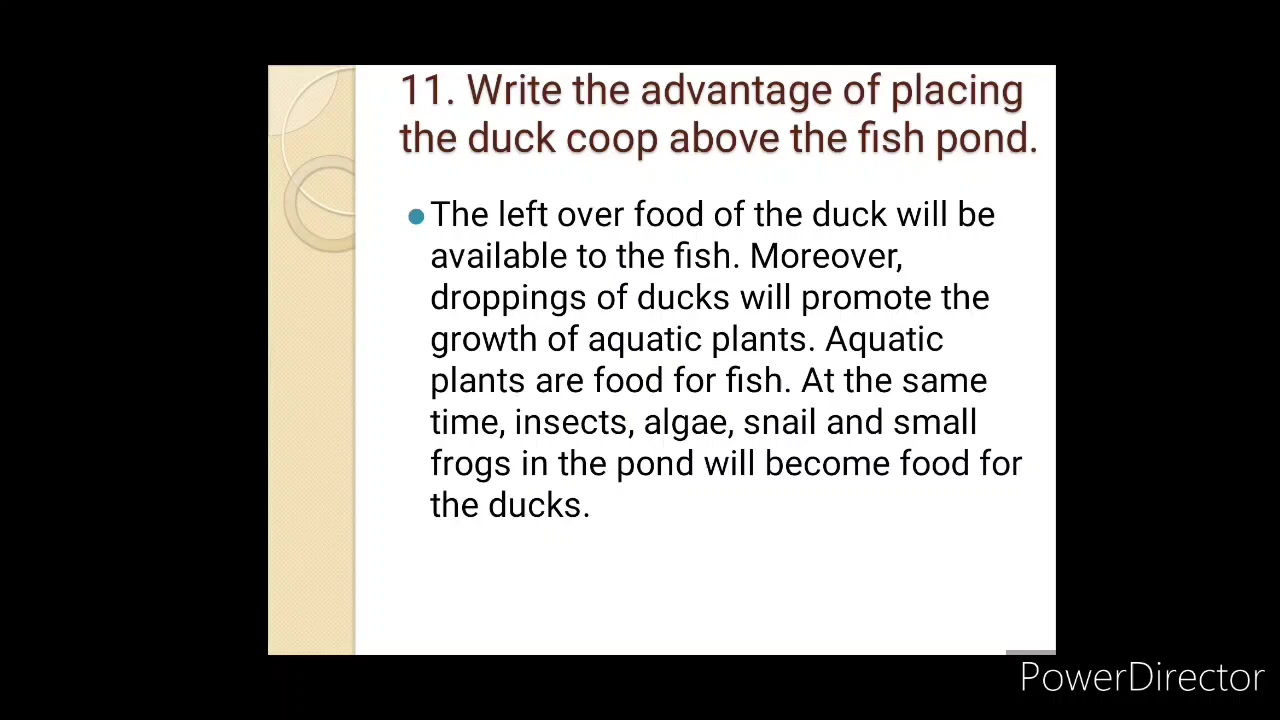 11. Write the advantage of placing
the duck coop above the fish pond.
The left over food of the duck will be
available to the fish. Moreover,
droppings of ducks will promote the
growth of aquatic plants. Aquatic
plants are food for fish. At the same
time, insects, algae, snail and small
frogs in the pond will become food for
the ducks.
PowerDirector